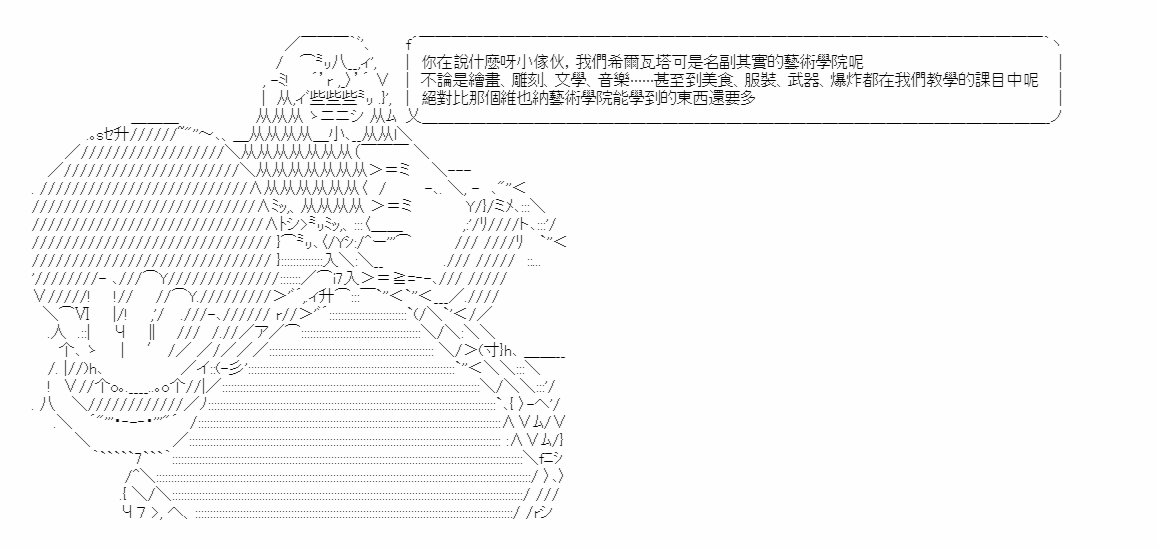 你在說什麼呀小傢伙，我們希爾瓦塔可是名副其實的藝術學院呢
不論是繪畫、雕刻、文學、音樂……甚至到美食、服裝、武器、爆炸都在我們教學的課目中呢
絕對比那個維也納藝術學院能學到的東西還要多